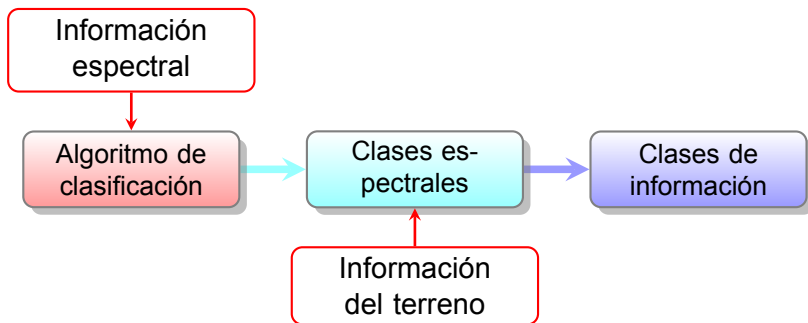 Información
espectral
Algoritmo de
clasificación
Clases es-
pectrales
Clases de
información
Información
del terreno